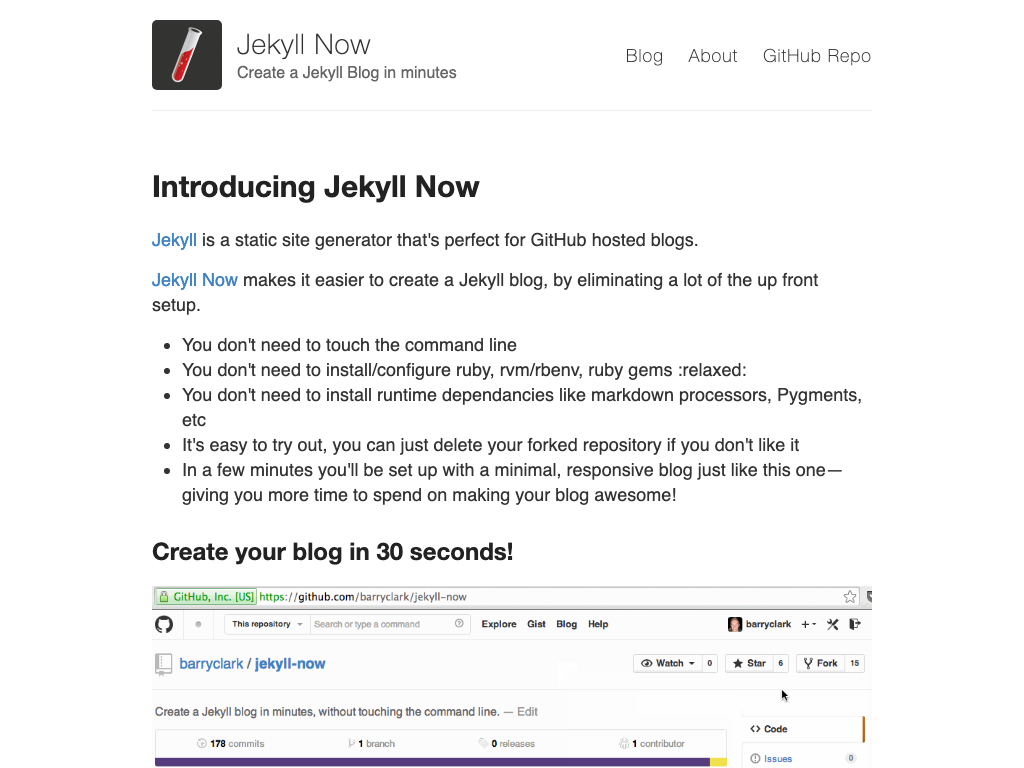 Jekyll Now
Create a Jekyll Blog in minutes
Blog About GitHub Repo
Introducing Jekyll Now
Jekyll is a static site generator that's perfect for GitHub hosted blogs.
Jekyll Now makes it easier to create a Jekyll blog, by eliminating a lot of the up front
setup.
You don't need to touch the command line
You don't need to install/configure ruby, rvm/rbenv, ruby gems :relaxed:
You don't need to install runtime dependancies like markdown processors, Pygments,
etc
It's easy to try out, you can just delete your forked repository if you don't like it
In a few minutes you'll be set up with a minimal, responsive blog just like this one—
giving you more time to spend on making your blog awesome!
Create your blog in 30 seconds!
GitHub, Inc. [US] https://github.com/barryclark/jekyll-now
This repository Search or type a command Explore Gist Blog Help barryclark
barryclark / jekyll-now Watch 0 Star 6 Fork 15
Create a Jekyll blog in minutes, without touching the command line. — Edit
Code
178 commits 1 branch 0 releases 1 contributor
Issues 0